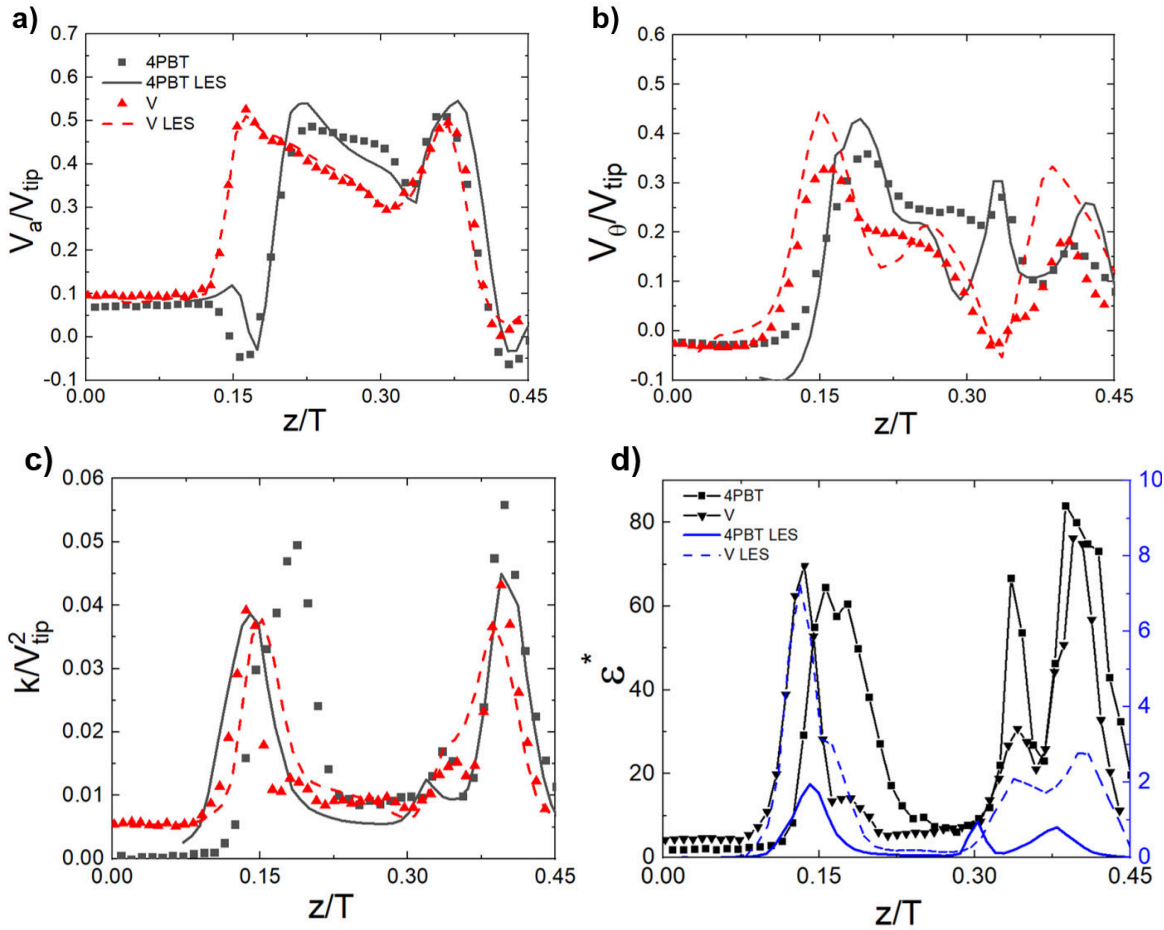 a)
0.7
0.6
0.5
0.4
0.3
0.2
0.1
0.0
-0.1
Va/Vtip
4PBT
4PBT LES
V
V LES
0.00 0.15 0.30 0.45
z/T
b)
0.6
0.5
0.4
0.3
0.2
0.1
0.0
-0.1
Vθ/Vtip
0.00 0.15 0.30 0.45
z/T
c)
0.06
0.05
0.04
0.03
0.02
0.01
0.00
k/V²tip
0.00 0.15 0.30 0.45
z/T
d)
80
60
40
20
0
ε*
4PBT
V
4PBT LES
V LES
10
8
6
4
2
0
0.00 0.15 0.30 0.45
z/T